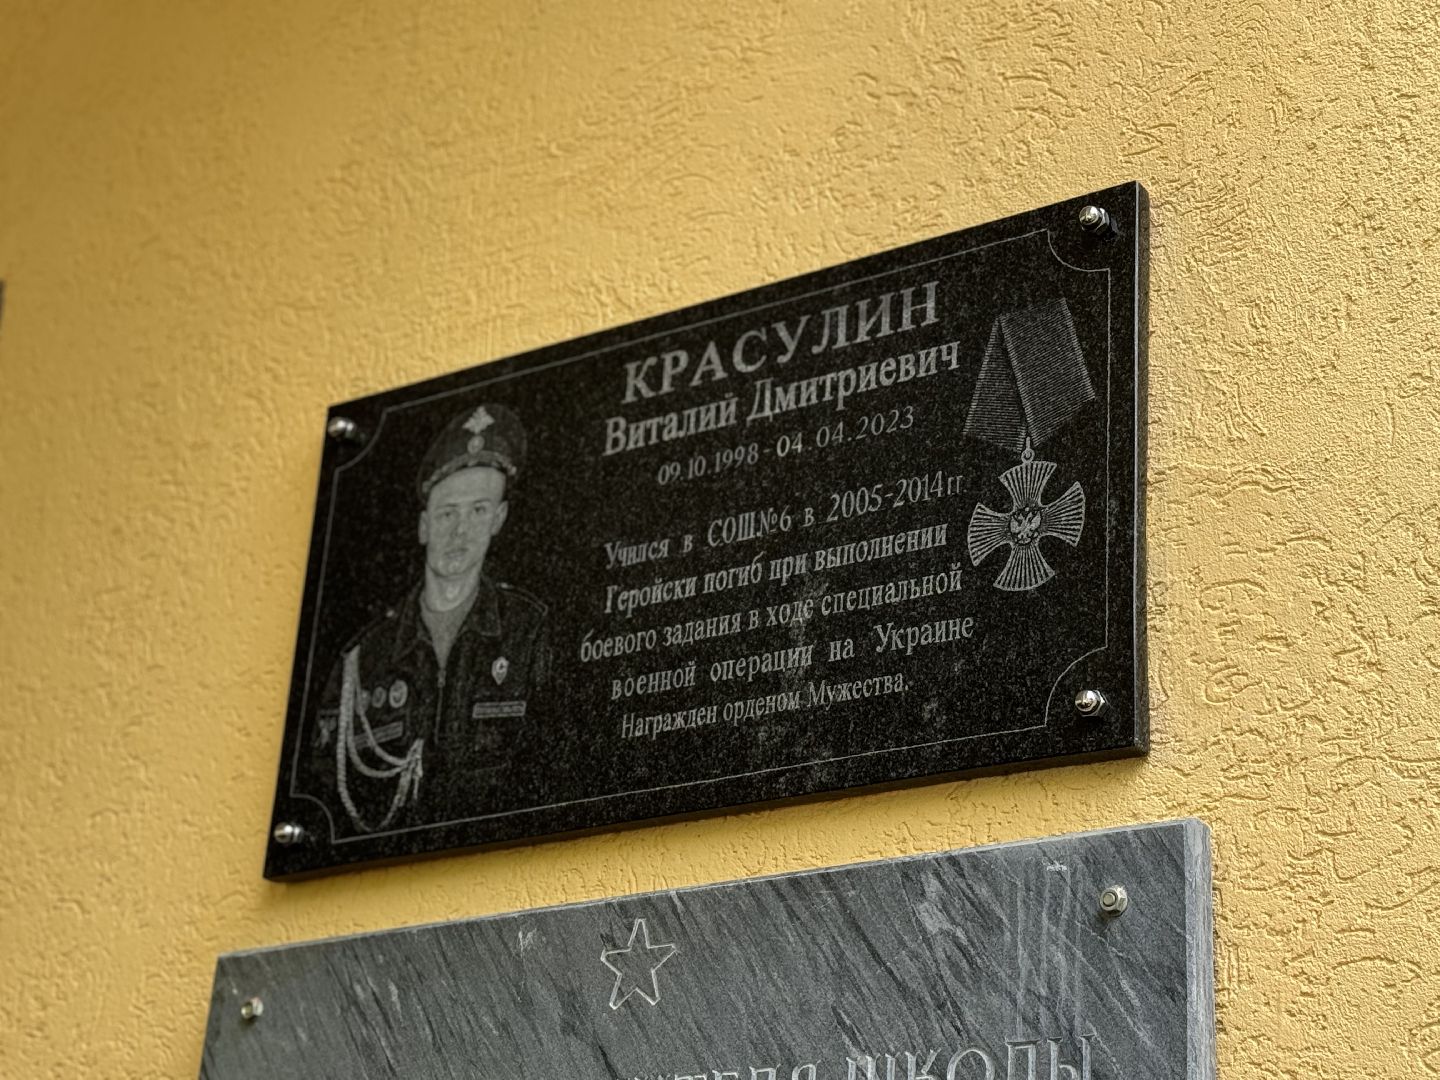 КРАСУЛИН
Виталий Дмитриевич
09.10.1998 - 04.04.2023
Учился в СОШ№6 в 2005-2014гг
Геройски погиб при выполнении
боевого задания в ходе специальной
военной операции на Украине
Награжден орденом Мужества.
ШКОЛЫ